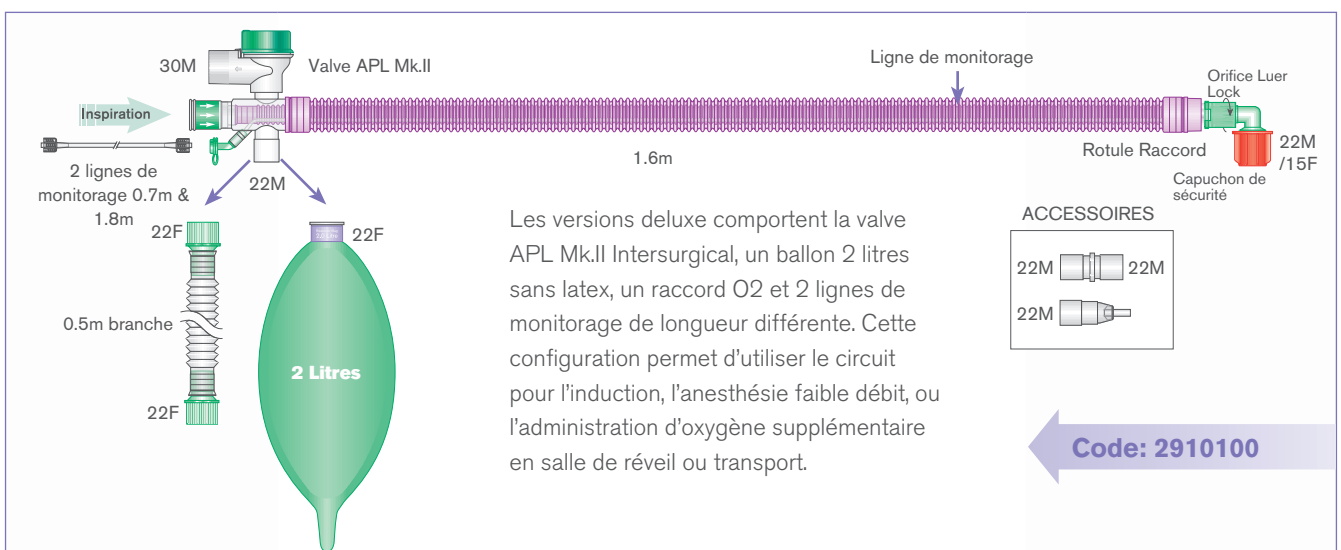 30M
Valve APL Mk.II
Ligne de monitorage
Orifice Luer
Lock
Inspiration
2 lignes de
monitorage 0.7m &
1.8m
22M
1.6m
Rotule Raccord
22M
/15F
Capuchon de
sécurité
22F
22F
0.5m branche
22F
2 Litres
Les versions deluxe comportent la valve
APL Mk.II Intersurgical, un ballon 2 litres
sans latex, un raccord O2 et 2 lignes de
monitorage de longueur différente. Cette
configuration permet d'utiliser le circuit
pour l'induction, l'anesthésie faible débit, ou
l'administration d'oxygène supplémentaire
en salle de réveil ou transport.
ACCESSOIRES
22M 22M
22M
Code: 2910100